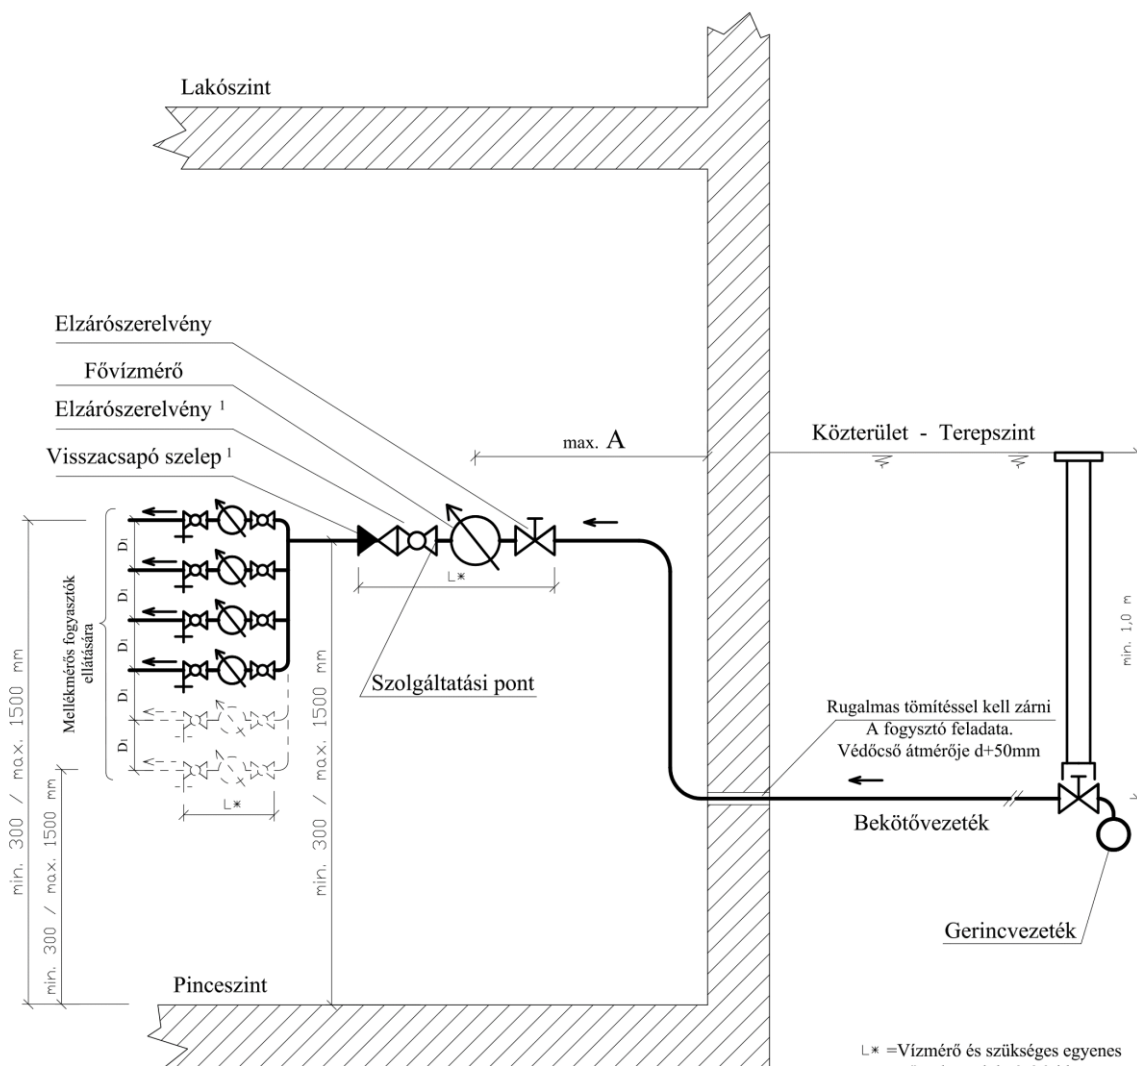 Lakószint
Elzárószerelvény
Fővízmérő
Elzárószerelvény ¹
Visszacsapó szelep ¹
max. A
Közterület - Terepszint
D1
D1
D1
D1
D1
Mellékmérős fogyasztók
ellátására
L*
L*
Szolgáltatási pont
min. 1,0 m
Rugalmas tömítéssel kell zárni
A fogysztó feladata.
Védőcső átmérője d+50mm
Bekötővezeték
Gerincvezeték
min. 300 / max. 1500 mm
min. 300 / max. 1500 mm
min. 300 / max. 1500 mm
Pinceszint
L* =Vízmérő és szükséges egyenes